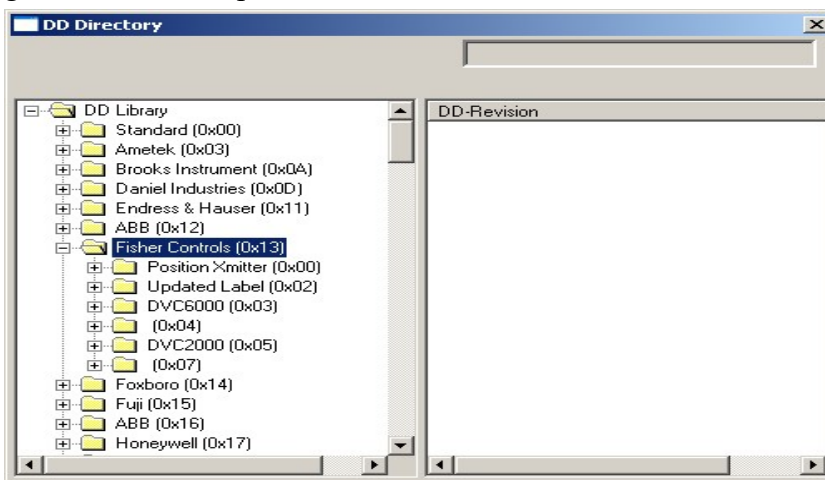 DD Directory
DD Library
Standard (0x00)
Ametek (0x03)
Brooks Instrument (0x0A)
Daniel Industries (0x0D)
Endress & Hauser (0x11)
ABB (0x12)
Fisher Controls (0x13)
Position Xmitter (0x00)
Updated Label (0x02)
DVC6000 (0x03)
(0x04)
DVC2000 (0x05)
(0x07)
Foxboro (0x14)
Fuji (0x15)
ABB (0x16)
Honeywell (0x17)
DD-Revision